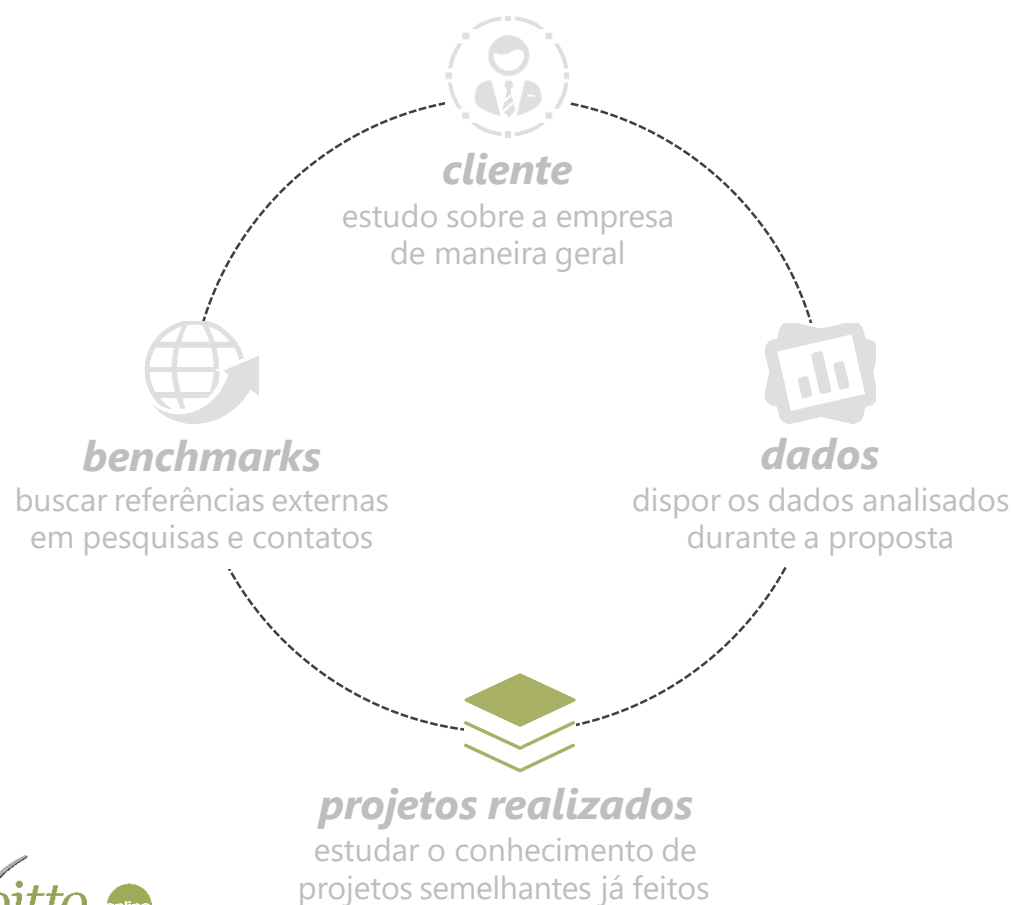 cliente
estudo sobre a empresa
de maneira geral
benchmarks
buscar referências externas
em pesquisas e contatos
dados
dispor os dados analisados
durante a proposta
projetos realizados
estudar o conhecimento de
projetos semelhantes já feitos